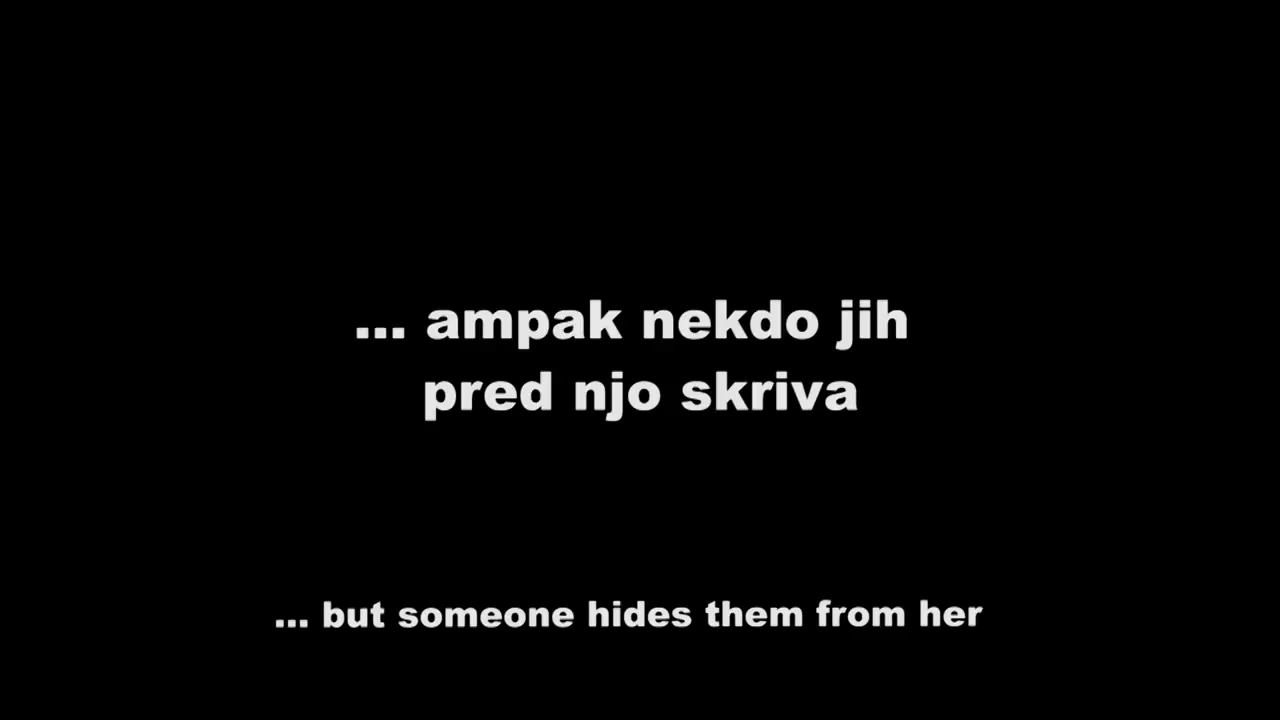 ... ampak nekdo jih
pred njo skriva
... but someone hides them from her